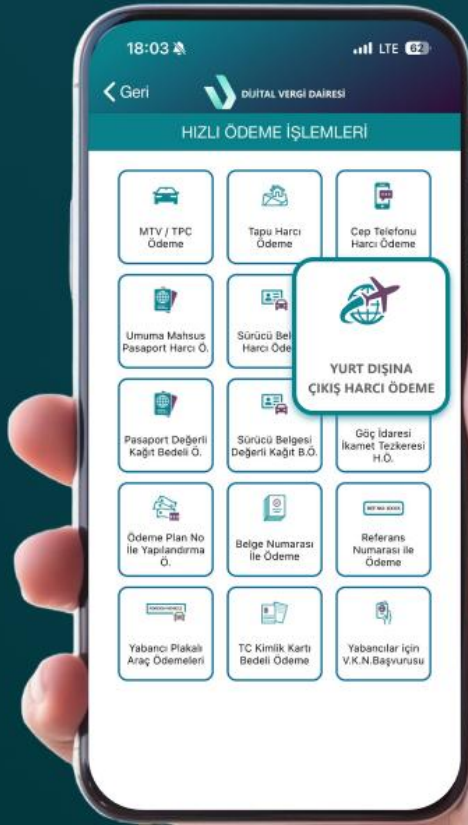 18:03
LTE 62
Geri
DİJİTAL VERGİ DAİRESİ
HIZLI ÖDEME İŞLEMLERİ
MTV / TPC
Ödeme
Tapu Harcı
Ödeme
Cep Telefonu
Harcı Ödeme
Umuma Mahsus
Pasaport Harcı Ö.
Sürücü Bel
Harcı Öde
YURT DIŞINA
ÇIKIŞ HARCI ÖDEME
Pasaport Değerli
Kağıt Bedeli Ö.
Sürücü Belgesi
Değerli Kağıt B.Ö.
Göç İdaresi
İkamet Tezkeresi
H.Ö.
Ödeme Plan No
İle Yapılandırma
Ö.
Belge Numarası
İle Ödeme
Referans
Numarası ile
Ödeme
Yabancı Plakalı
Araç Ödemeleri
TC Kimlik Kartı
Bedeli Ödeme
Yabancılar için
V.K.N.Başvurusu